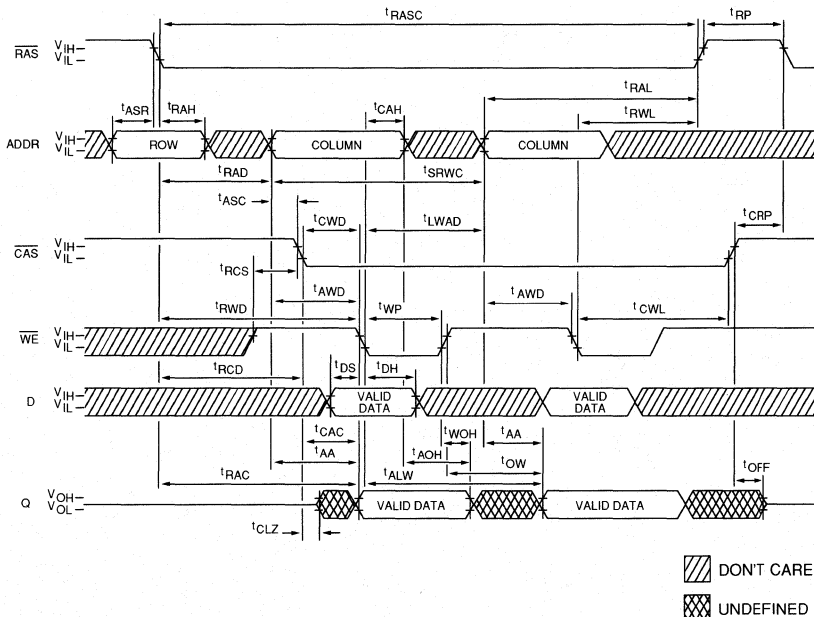 tRASC
tRP
RAS
VIH
VIL
tRAL
tASR
tRAH
tCAH
tRWL
ADDR
VIH
VIL
ROW
COLUMN
COLUMN
tRAD
tSRWC
tASC
tCWD
tLWAD
tCRP
CAS
VIH
VIL
tRCS
tAWD
tWP
tAWD
tRWD
tCWL
WE
VIH
VIL
tRCD
tDS
tDH
D
VIH
VIL
VALID
DATA
VALID
DATA
tCAC
tWOH
tAA
tAA
tAOH
tOW
tRAC
tALW
tOFF
Q
VOH
VOL
VALID DATA
VALID DATA
tCLZ
DON'T CARE
UNDEFINED